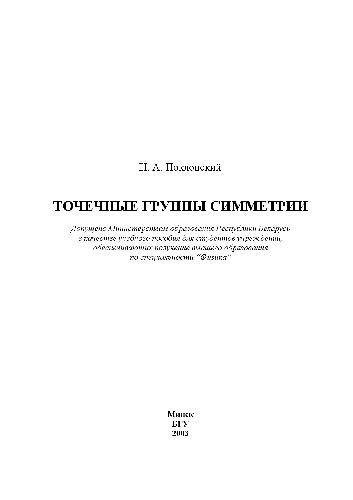 Н. А. Поклонский
ТОЧЕЧНЫЕ ГРУППЫ СИММЕТРИИ
Допущено Министерством образования Республики Беларусь
в качестве учебного пособия для студентов учреждений,
обеспечивающих получение высшего образования
по специальности “Физика”
Минск
БГУ
2003